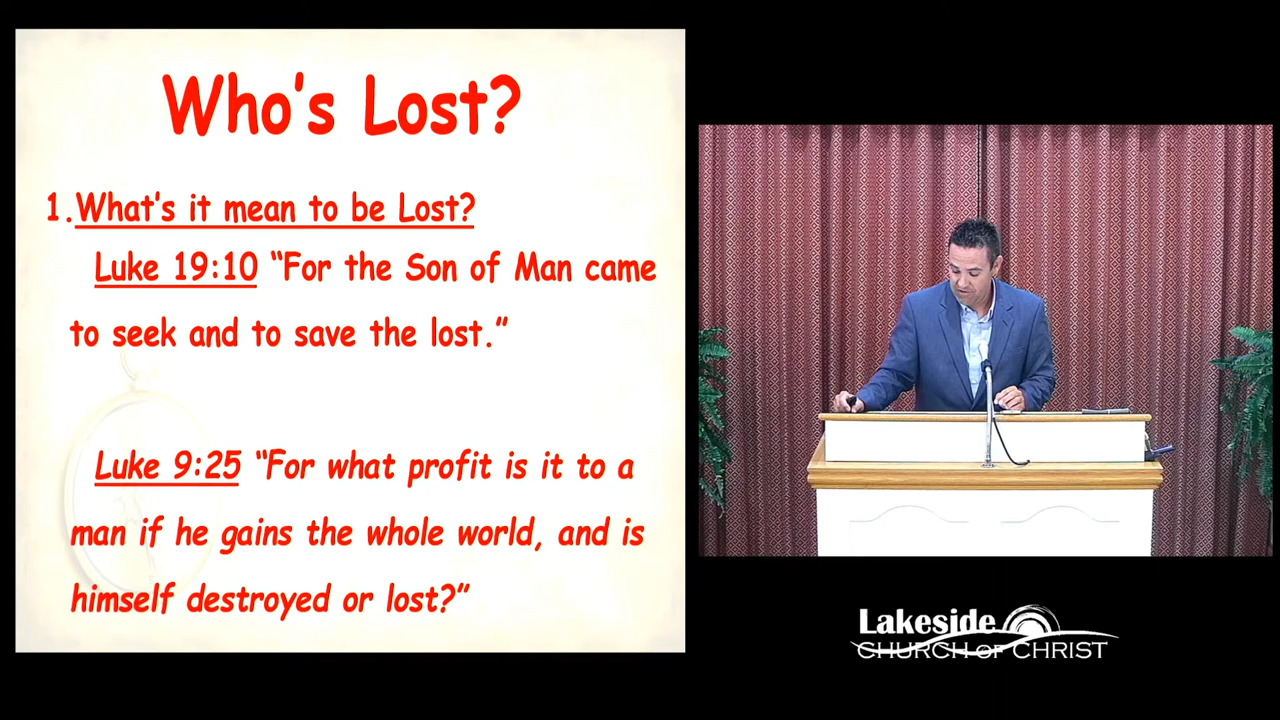 Who's Lost?
1. What's it mean to be Lost?
Luke 19:10 “For the Son of Man came
to seek and to save the lost.”
Luke 9:25 “For what profit is it to a
man if he gains the whole world, and is
himself destroyed or lost?”
Lakeside
CHURCH of CHRIST